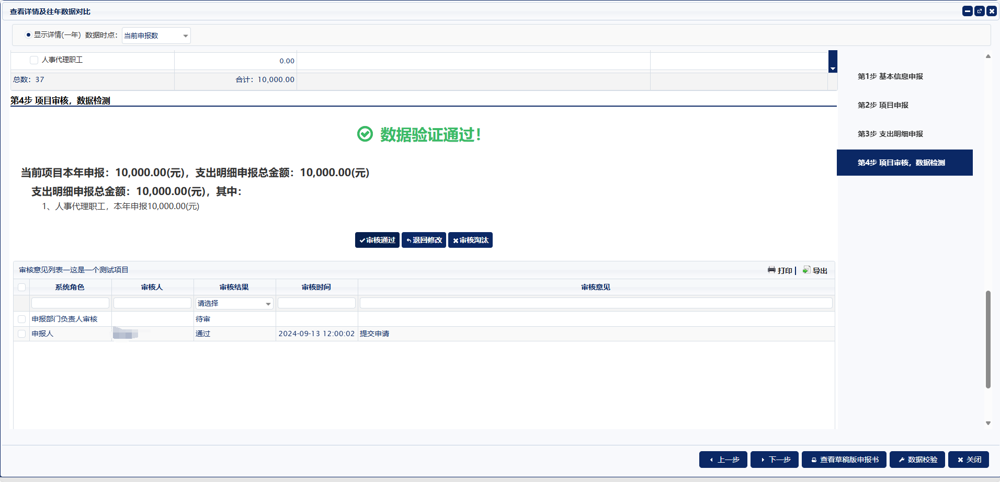 查看详情及往年数据对比
显示详情(一年) 数据时点： 当前申报数
人事代理职工 0.00
总数：37 合计：10,000.00
第4步 项目审核，数据检测
数据验证通过！
当前项目本年申报：10,000.00(元)，支出明细申报总金额：10,000.00(元)
支出明细申报总金额：10,000.00(元)，其中：
1、人事代理职工，本年申报10,000.00(元)
审核通过 退回修改 审核淘汰
审核意见列表—这是一个测试项目 打印 导出
系统角色 审核人 审核结果 审核时间 审核意见
请选择
申报部门负责人审核 待审
申报人 通过 2024-09-13 12:00:02 提交申请
第1步 基本信息申报
第2步 项目申报
第3步 支出明细申报
第4步 项目审核，数据检测
上一步 下一步 查看草稿版申报书 数据校验 关闭